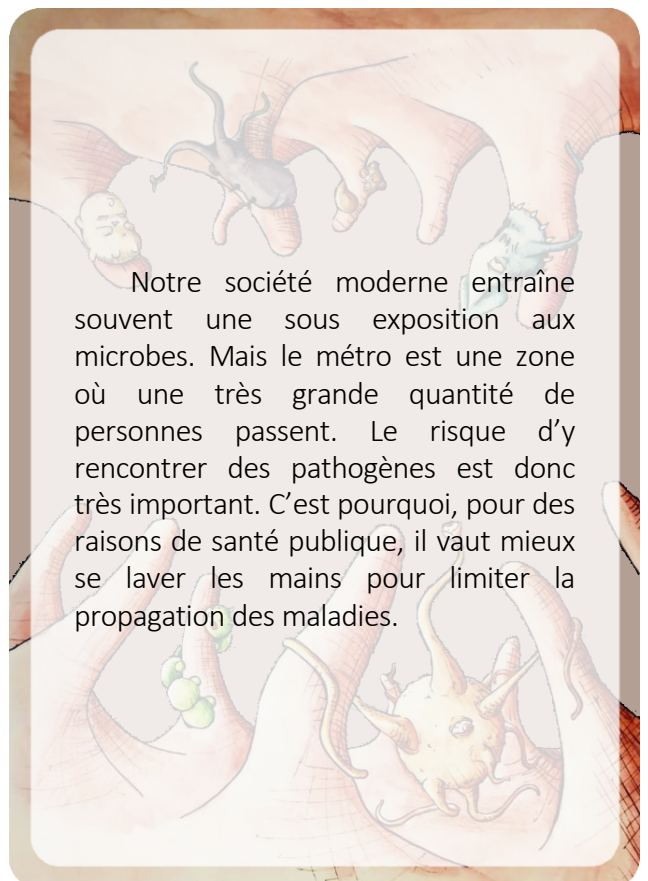 Notre société moderne entraîne
souvent une sous exposition aux
microbes. Mais le métro est une zone
où une très grande quantité de
personnes passent. Le risque d’y
rencontrer des pathogènes est donc
très important. C’est pourquoi, pour des
raisons de santé publique, il vaut mieux
se laver les mains pour limiter la
propagation des maladies.